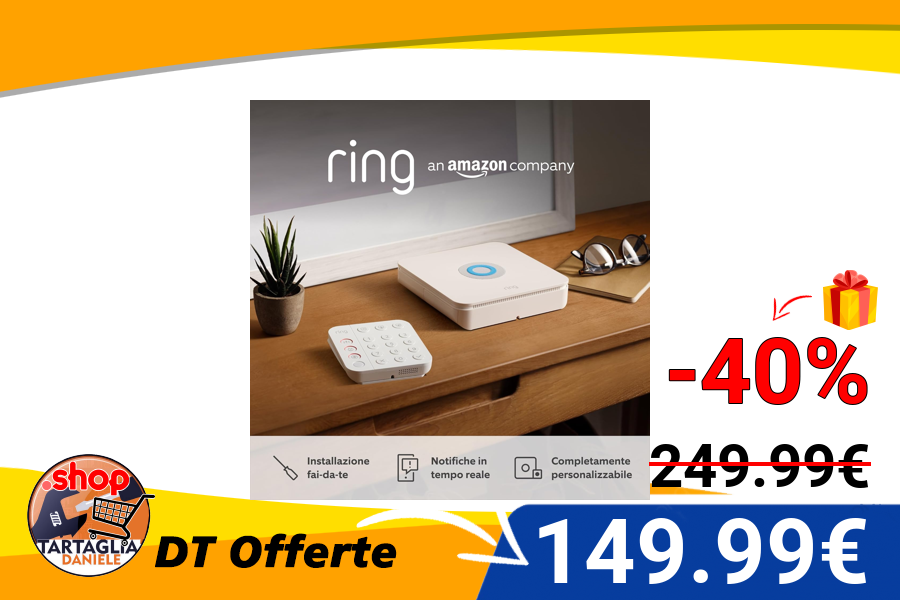 ring an amazon company
ring
ring
Installazione
fai-da-te
Notifiche in
tempo reale
Completamente
personalizzabile
-40%
249.99€
149.99€
.shop
TARTAGLIA
DANIELE
DT Offerte